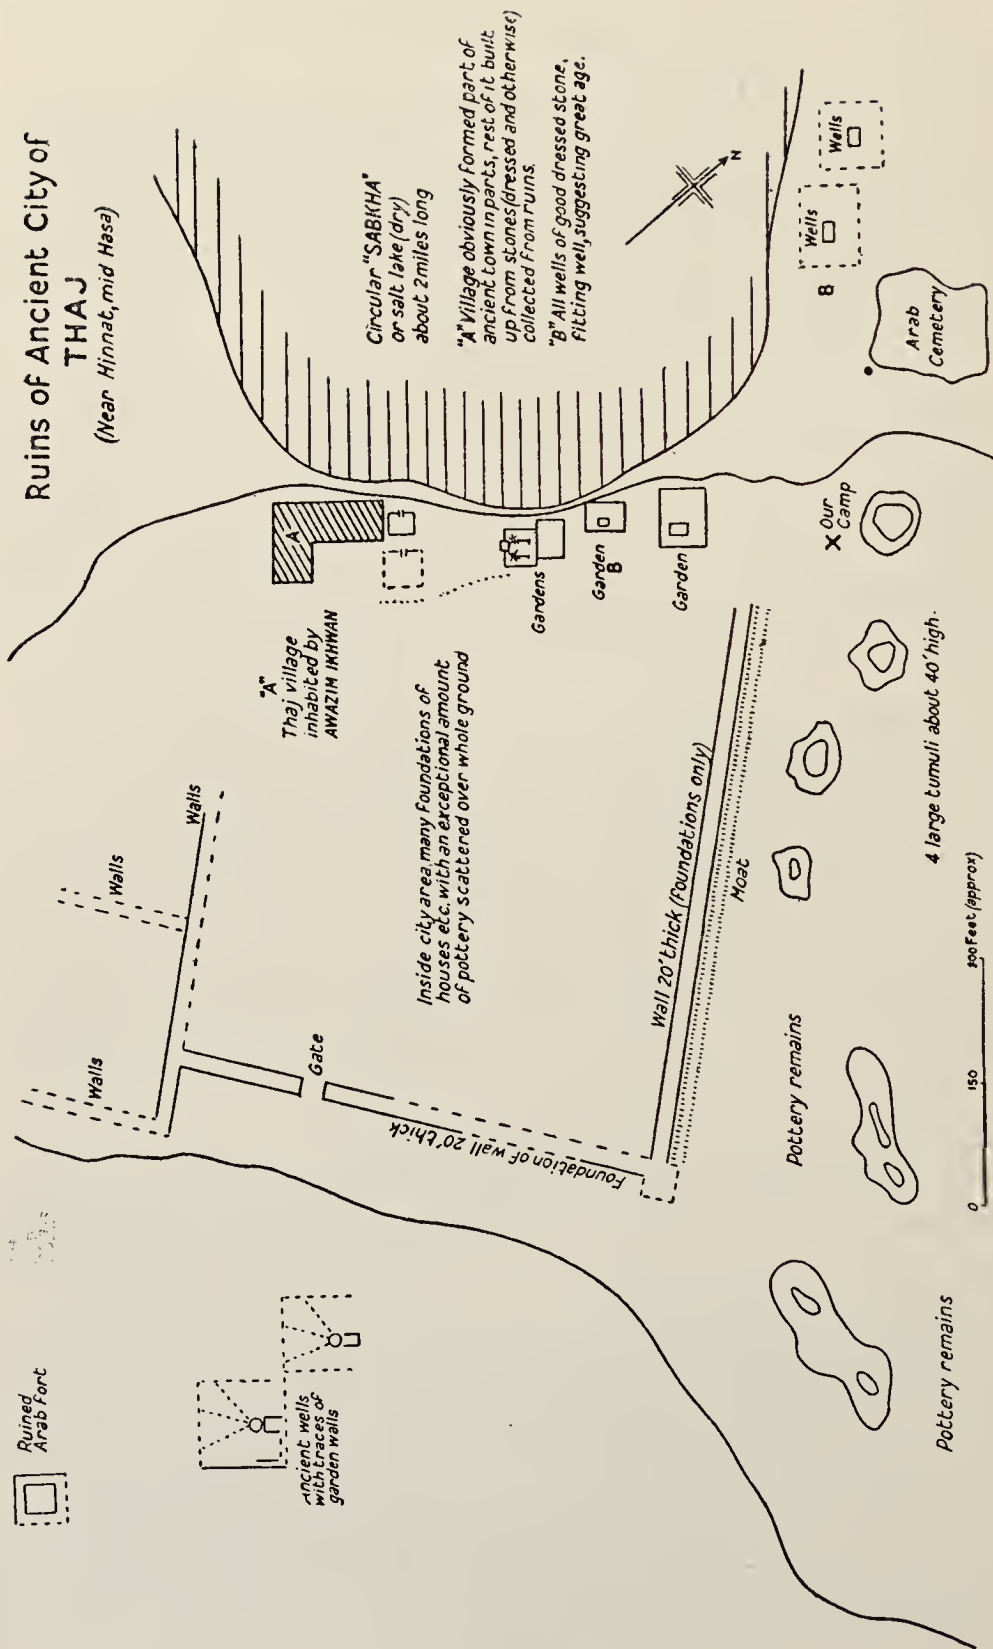 Ruins of Ancient City of
THAJ
(Near Hinnat, mid Hasa)
Circular "SABKHA"
or salt lake (dry)
about 2 miles long
"A" Village obviously formed part of
ancient town in parts, rest of it built
up from stones (dressed and otherwise)
collected from ruins.
"B" All wells of good dressed stone,
fitting well, suggesting great age.
N
Wells
Wells
B
Arab
Cemetery
A
"A"
Thaj village
inhabited by
AWAZIM IKHWAN
Gardens
Garden
B
Garden
X Our
Camp
Walls
Walls
Walls
Inside city area, many foundations of
houses etc. with an exceptional amount
of pottery scattered over whole ground
Gate
Foundation of wall 20' thick
Wall 20' thick (foundations only)
Moat
4 large tumuli about 40' high.
Ruined
Arab Fort
Ancient wells
with traces of
garden walls
Pottery remains
Pottery remains
0 150 300 Feet (approx)